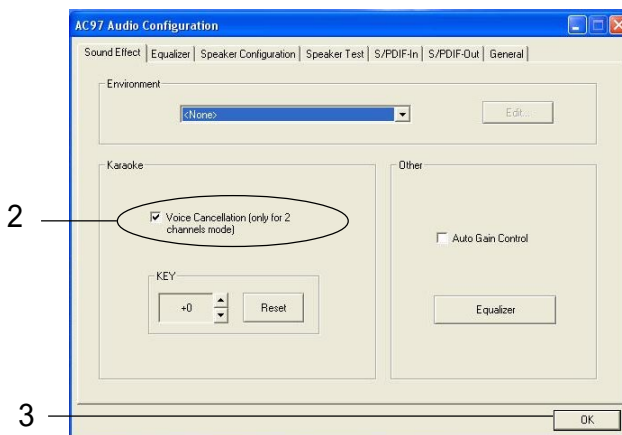 AC97 Audio Configuration
Sound Effect Equalizer Speaker Configuration Speaker Test S/PDIF-In S/PDIF-Out General
Environment
<None>
Edit...
Karaoke
Other
2
Voice Cancellation (only for 2
channels mode)
Auto Gain Control
KEY
+0
Reset
Equalizer
3
OK